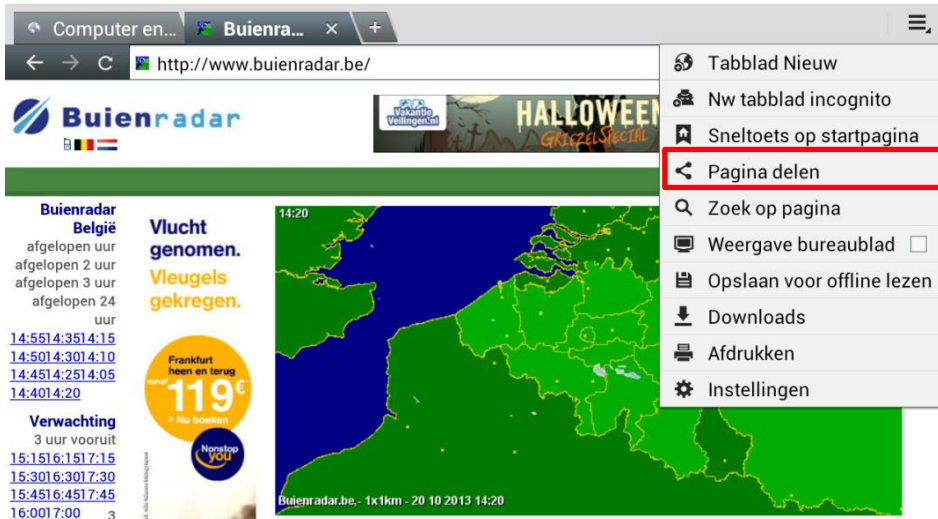 Computer en...
Buienra...
http://www.buienradar.be/
Tabblad Nieuw
Nw tabblad incognito
Sneltoets op startpagina
Pagina delen
Zoek op pagina
Weergave bureaublad
Opslaan voor offline lezen
Downloads
Afdrukken
Instellingen
Buienradar
Vakantie
Veilingen.nl
HALLOWEEN
GRIEZELSPECIAL
Buienradar
België
afgelopen uur
afgelopen 2 uur
afgelopen 3 uur
afgelopen 24
uur
14:5514:3514:15
14:5014:3014:10
14:4514:2514:05
14:4014:20
Verwachting
3 uur vooruit
15:1516:1517:15
15:3016:3017:30
15:4516:4517:45
16:0017:00 3
Vlucht
genomen.
Vleugels
gekregen.
Frankfurt
heen en terug
vanaf
119€
> Nu boeken
Nonstop
you
14:20
Buienradar.be - 1x1km - 20 10 2013 14:20